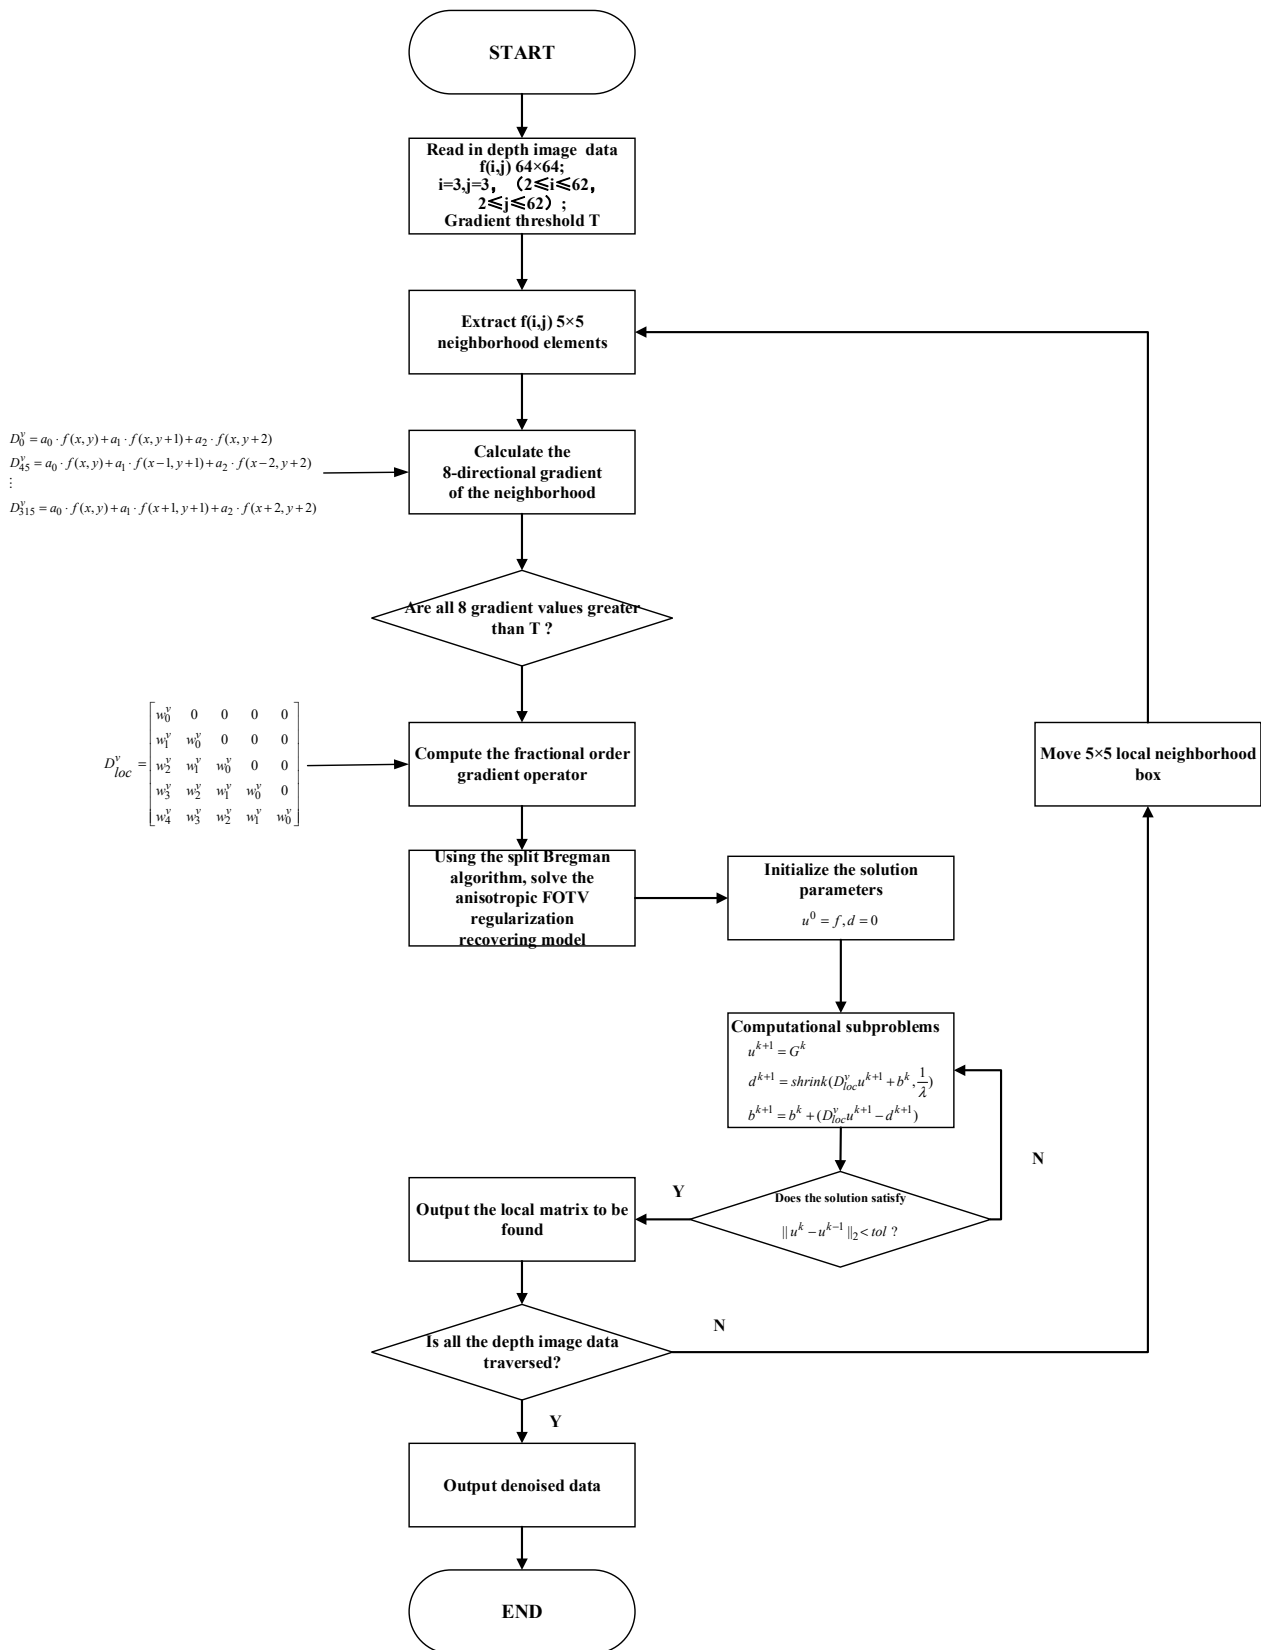 START
Read in depth image data
f(i,j) 64×64;
i=3,j=3, （2≤i≤62,
2≤j≤62）;
Gradient threshold T
Extract f(i,j) 5×5
neighborhood elements
D_0^v = a_0 · f(x, y) + a_1 · f(x, y+1) + a_2 · f(x, y+2)
D_45^v = a_0 · f(x, y) + a_1 · f(x−1, y+1) + a_2 · f(x−2, y+2)
⋮
D_315^v = a_0 · f(x, y) + a_1 · f(x+1, y+1) + a_2 · f(x+2, y+2)
Calculate the
8-directional gradient
of the neighborhood
Are all 8 gradient values greater
than T ?
D_loc^v =
w_0^v 0 0 0 0
w_1^v w_0^v 0 0 0
w_2^v w_1^v w_0^v 0 0
w_3^v w_2^v w_1^v w_0^v 0
w_4^v w_3^v w_2^v w_1^v w_0^v
Compute the fractional order
gradient operator
Move 5×5 local neighborhood
box
Using the split Bregman
algorithm, solve the
anisotropic FOTV
regularization
recovering model
Initialize the solution
parameters
u^0 = f, d = 0
Computational subproblems
u^{k+1} = G^k
d^{k+1} = shrink(D_loc^v u^{k+1} + b^k, 1/λ)
b^{k+1} = b^k + (D_loc^v u^{k+1} − d^{k+1})
N
Does the solution satisfy
|| u^k − u^{k−1} ||_2 < tol ?
Y
Output the local matrix to be
found
Is all the depth image data
traversed?
N
Y
Output denoised data
END